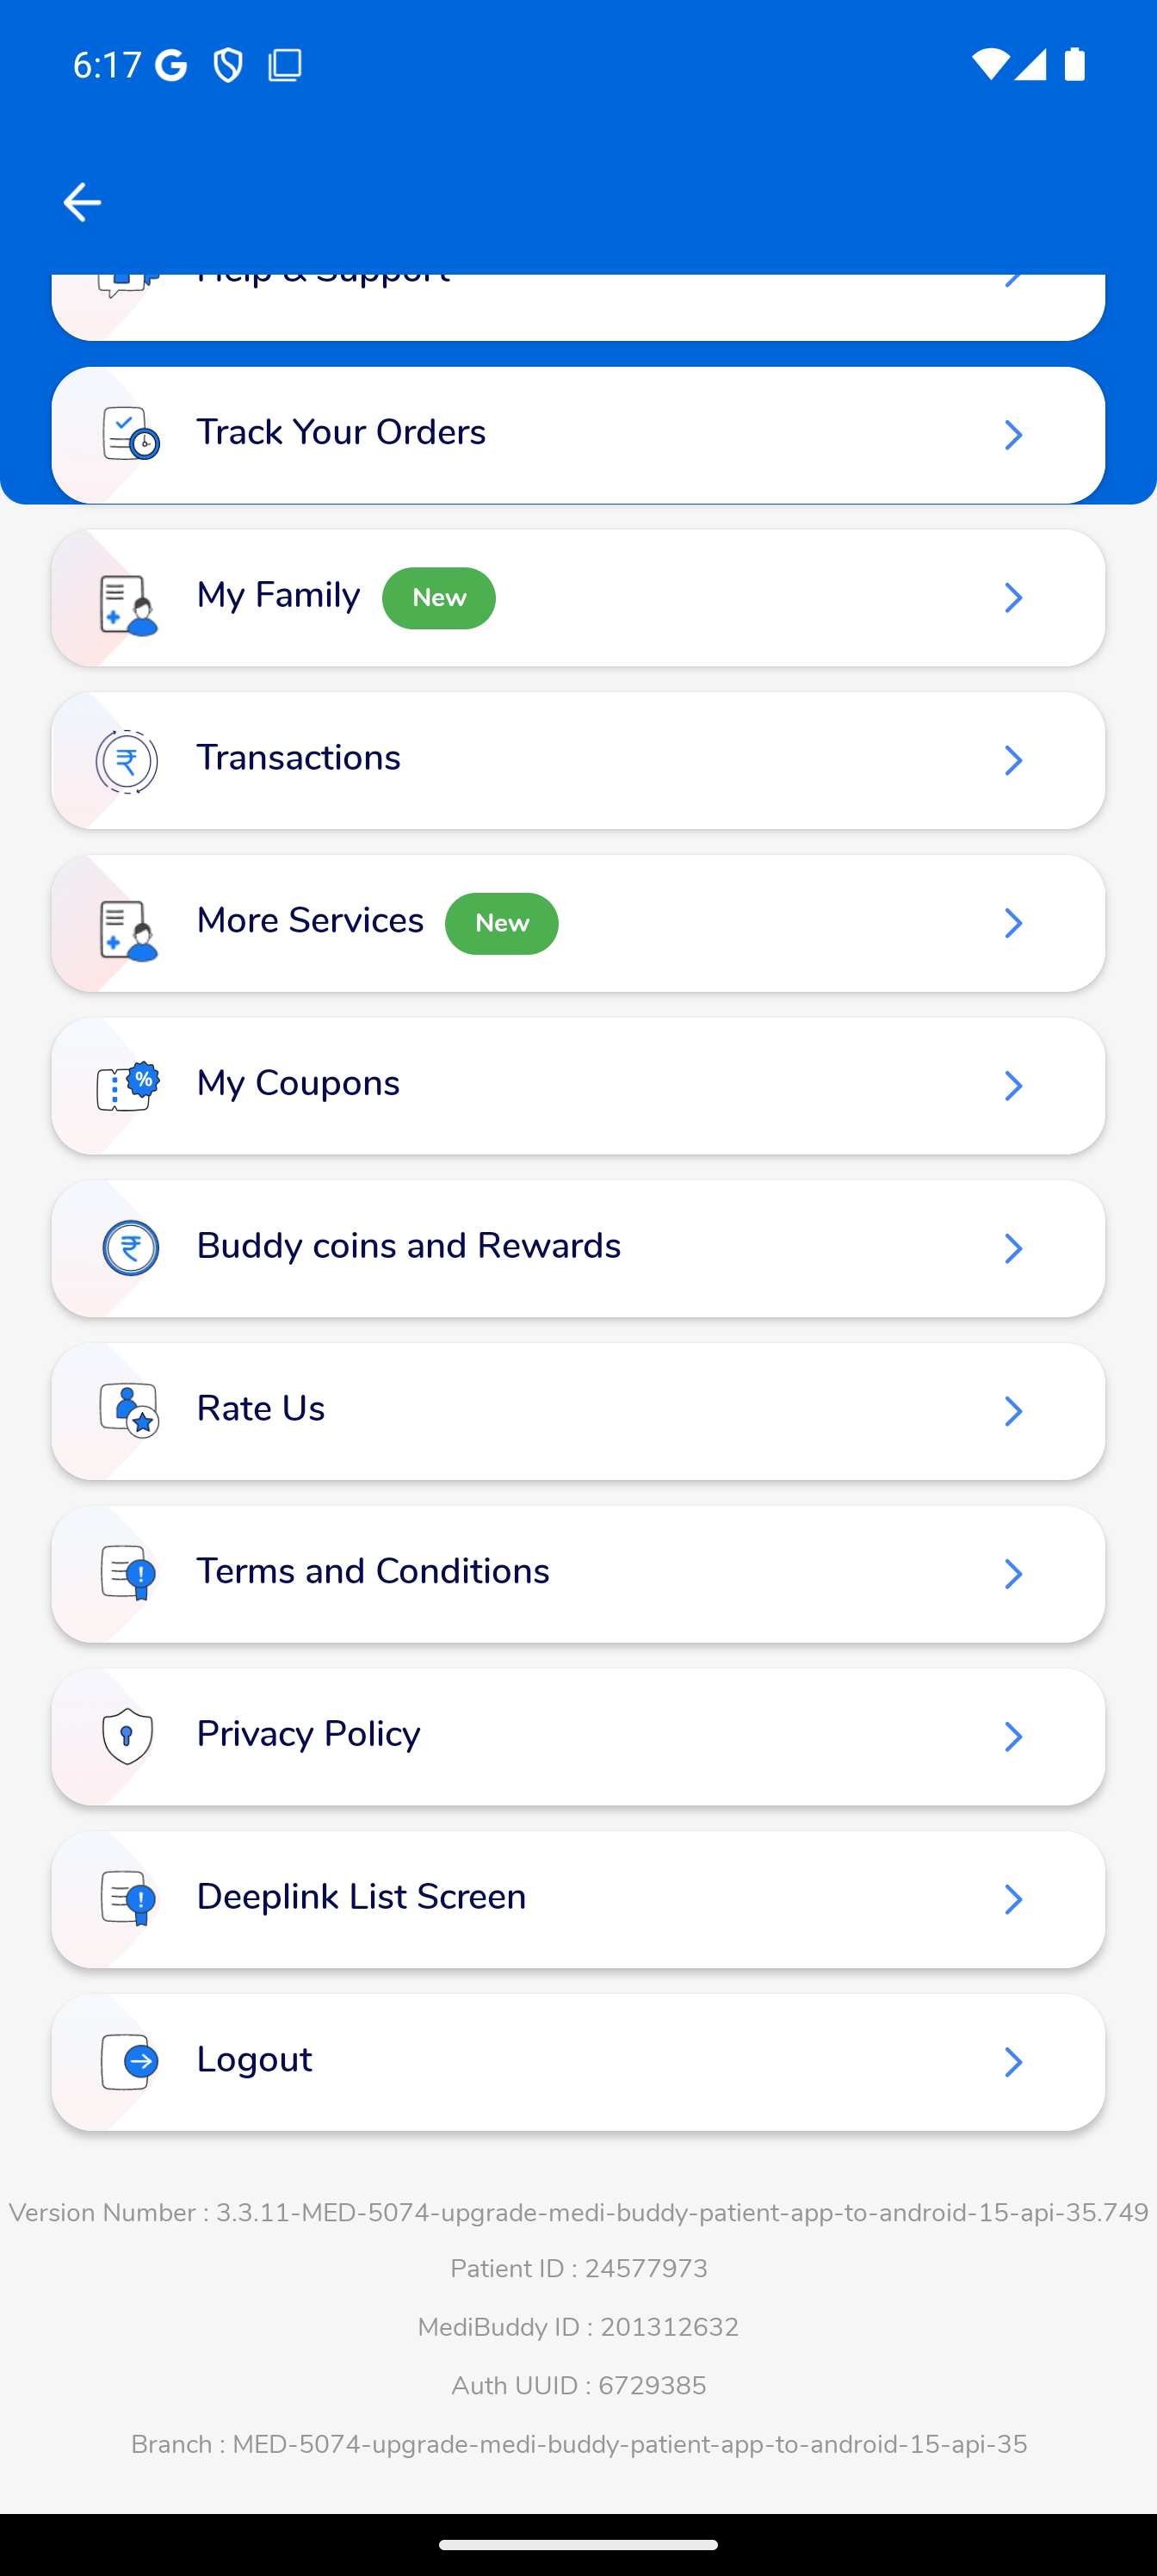 6:17
Help & Support
Track Your Orders
My Family New
Transactions
More Services New
My Coupons
Buddy coins and Rewards
Rate Us
Terms and Conditions
Privacy Policy
Deeplink List Screen
Logout
Version Number : 3.3.11-MED-5074-upgrade-medi-buddy-patient-app-to-android-15-api-35.749
Patient ID : 24577973
MediBuddy ID : 201312632
Auth UUID : 6729385
Branch : MED-5074-upgrade-medi-buddy-patient-app-to-android-15-api-35